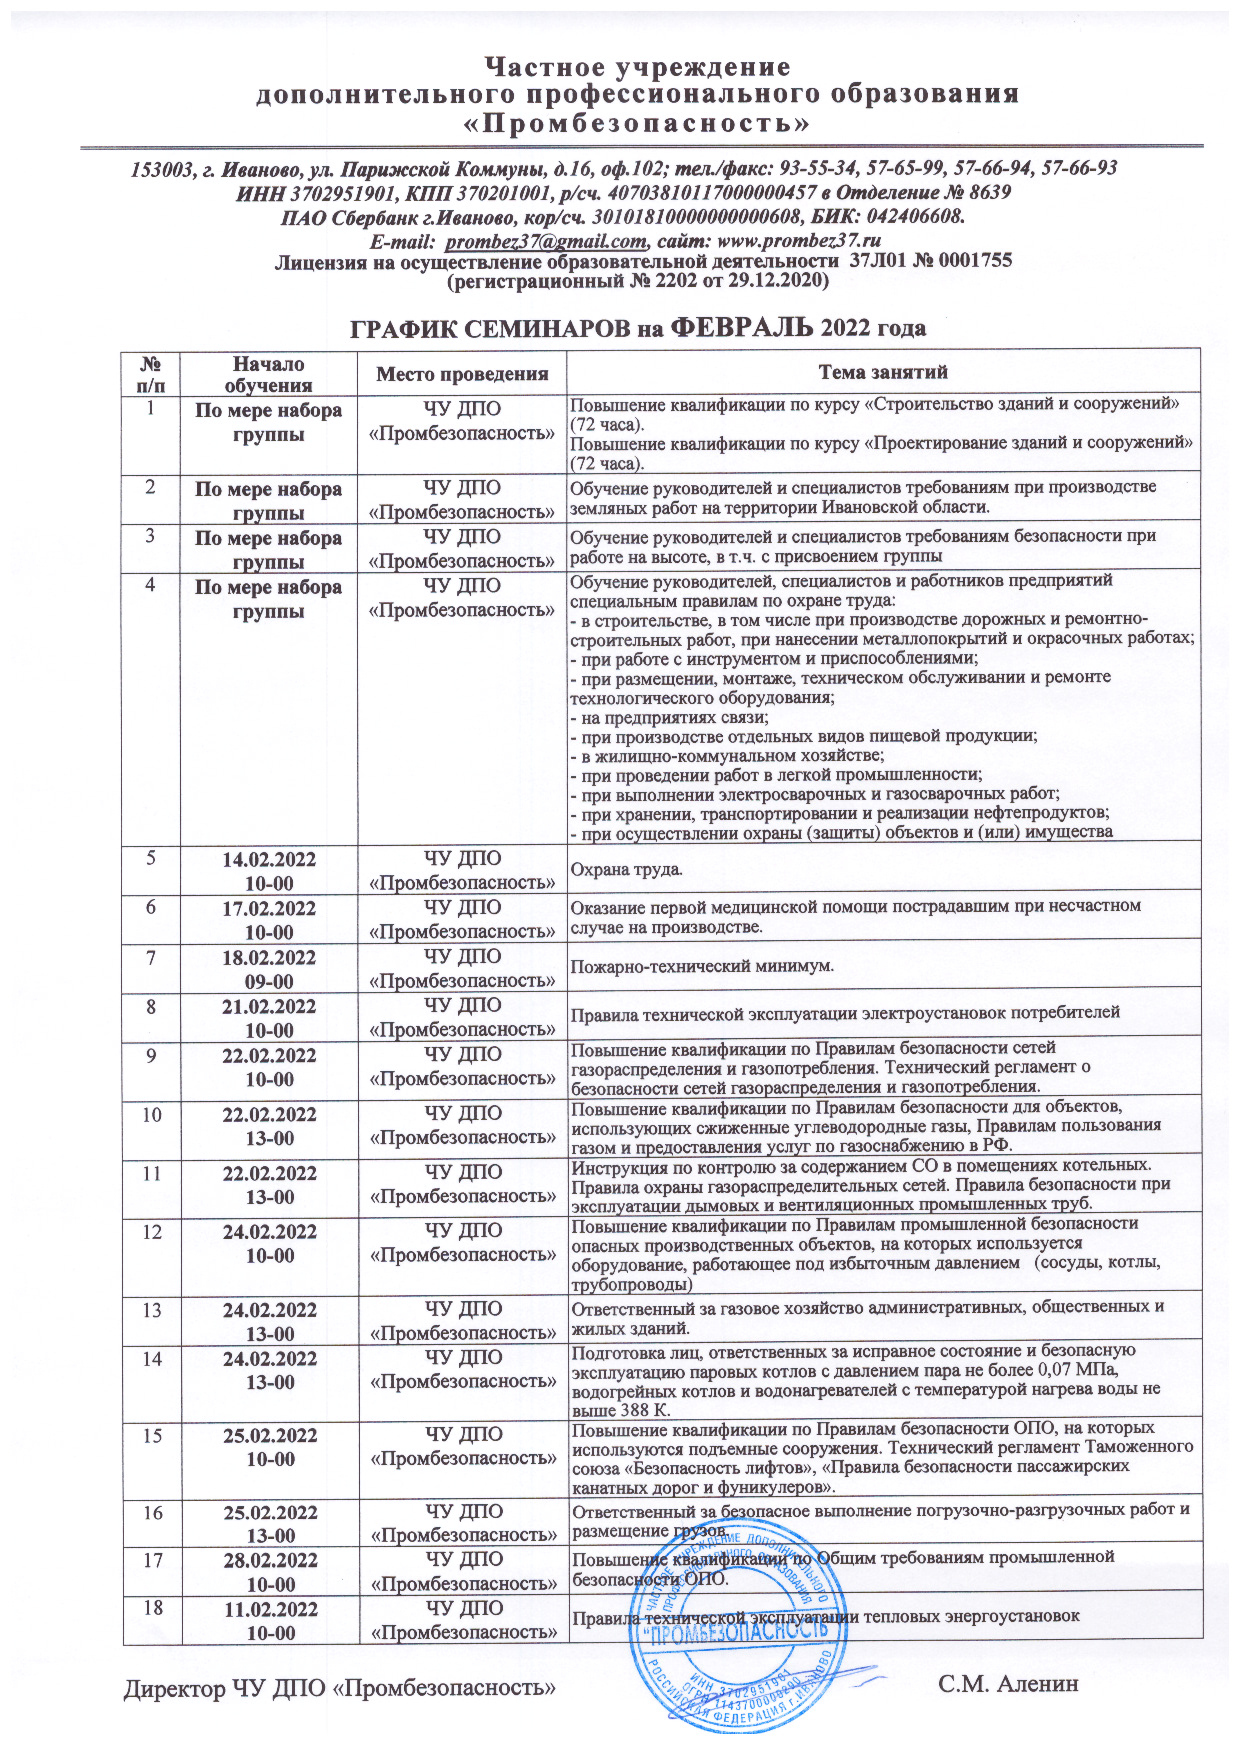 Частное учреждение
дополнительного профессионального образования
«Промбезопасность»
153003, г. Иваново, ул. Парижской Коммуны, д.16, оф.102; тел./факс: 93-55-34, 57-65-99, 57-66-94, 57-66-93
ИНН 3702951901, КПП 370201001, р/сч. 40703810117000000457 в Отделение № 8639
ПАО Сбербанк г.Иваново, кор/сч. 30101810000000000608, БИК: 042406608.
E-mail: prombez37@gmail.com, сайт: www.prombez37.ru
Лицензия на осуществление образовательной деятельности 37Л01 № 0001755
(регистрационный № 2202 от 29.12.2020)
ГРАФИК СЕМИНАРОВ на ФЕВРАЛЬ 2022 года
№
п/п
Начало
обучения
Место проведения
Тема занятий
1
По мере набора
группы
ЧУ ДПО
«Промбезопасность»
Повышение квалификации по курсу «Строительство зданий и сооружений»
(72 часа).
Повышение квалификации по курсу «Проектирование зданий и сооружений»
(72 часа).
2
По мере набора
группы
ЧУ ДПО
«Промбезопасность»
Обучение руководителей и специалистов требованиям при производстве
земляных работ на территории Ивановской области.
3
По мере набора
группы
ЧУ ДПО
«Промбезопасность»
Обучение руководителей и специалистов требованиям безопасности при
работе на высоте, в т.ч. с присвоением группы
4
По мере набора
группы
ЧУ ДПО
«Промбезопасность»
Обучение руководителей, специалистов и работников предприятий
специальным правилам по охране труда:
- в строительстве, в том числе при производстве дорожных и ремонтно-
строительных работ, при нанесении металлопокрытий и окрасочных работах;
- при работе с инструментом и приспособлениями;
- при размещении, монтаже, техническом обслуживании и ремонте
технологического оборудования;
- на предприятиях связи;
- при производстве отдельных видов пищевой продукции;
- в жилищно-коммунальном хозяйстве;
- при проведении работ в легкой промышленности;
- при выполнении электросварочных и газосварочных работ;
- при хранении, транспортировании и реализации нефтепродуктов;
- при осуществлении охраны (защиты) объектов и (или) имущества
5
14.02.2022
10-00
ЧУ ДПО
«Промбезопасность»
Охрана труда.
6
17.02.2022
10-00
ЧУ ДПО
«Промбезопасность»
Оказание первой медицинской помощи пострадавшим при несчастном
случае на производстве.
7
18.02.2022
09-00
ЧУ ДПО
«Промбезопасность»
Пожарно-технический минимум.
8
21.02.2022
10-00
ЧУ ДПО
«Промбезопасность»
Правила технической эксплуатации электроустановок потребителей
9
22.02.2022
10-00
ЧУ ДПО
«Промбезопасность»
Повышение квалификации по Правилам безопасности сетей
газораспределения и газопотребления. Технический регламент о
безопасности сетей газораспределения и газопотребления.
10
22.02.2022
13-00
ЧУ ДПО
«Промбезопасность»
Повышение квалификации по Правилам безопасности для объектов,
использующих сжиженные углеводородные газы, Правилам пользования
газом и предоставления услуг по газоснабжению в РФ.
11
22.02.2022
13-00
ЧУ ДПО
«Промбезопасность»
Инструкция по контролю за содержанием СО в помещениях котельных.
Правила охраны газораспределительных сетей. Правила безопасности при
эксплуатации дымовых и вентиляционных промышленных труб.
12
24.02.2022
10-00
ЧУ ДПО
«Промбезопасность»
Повышение квалификации по Правилам промышленной безопасности
опасных производственных объектов, на которых используется
оборудование, работающее под избыточным давлением (сосуды, котлы,
трубопроводы)
13
24.02.2022
13-00
ЧУ ДПО
«Промбезопасность»
Ответственный за газовое хозяйство административных, общественных и
жилых зданий.
14
24.02.2022
13-00
ЧУ ДПО
«Промбезопасность»
Подготовка лиц, ответственных за исправное состояние и безопасную
эксплуатацию паровых котлов с давлением пара не более 0,07 МПа,
водогрейных котлов и водонагревателей с температурой нагрева воды не
выше 388 К.
15
25.02.2022
10-00
ЧУ ДПО
«Промбезопасность»
Повышение квалификации по Правилам безопасности ОПО, на которых
используются подъемные сооружения. Технический регламент Таможенного
союза «Безопасность лифтов», «Правила безопасности пассажирских
канатных дорог и фуникулеров».
16
25.02.2022
13-00
ЧУ ДПО
«Промбезопасность»
Ответственный за безопасное выполнение погрузочно-разгрузочных работ и
размещение грузов.
17
28.02.2022
10-00
ЧУ ДПО
«Промбезопасность»
Повышение квалификации по Общим требованиям промышленной
безопасности ОПО.
18
11.02.2022
10-00
ЧУ ДПО
«Промбезопасность»
Правила технической эксплуатации тепловых энергоустановок
ЧАСТНОЕ УЧРЕЖДЕНИЕ ДОПОЛНИТЕЛЬНОГО
ПРОФЕССИОНАЛЬНОГО ОБРАЗОВАНИЯ
"ПРОМБЕЗОПАСНОСТЬ"
ИНН 3702951901
ОГРН 1143700000290
РОССИЙСКАЯ ФЕДЕРАЦИЯ г.ИВАНОВО
Директор ЧУ ДПО «Промбезопасность»
С.М. Аленин